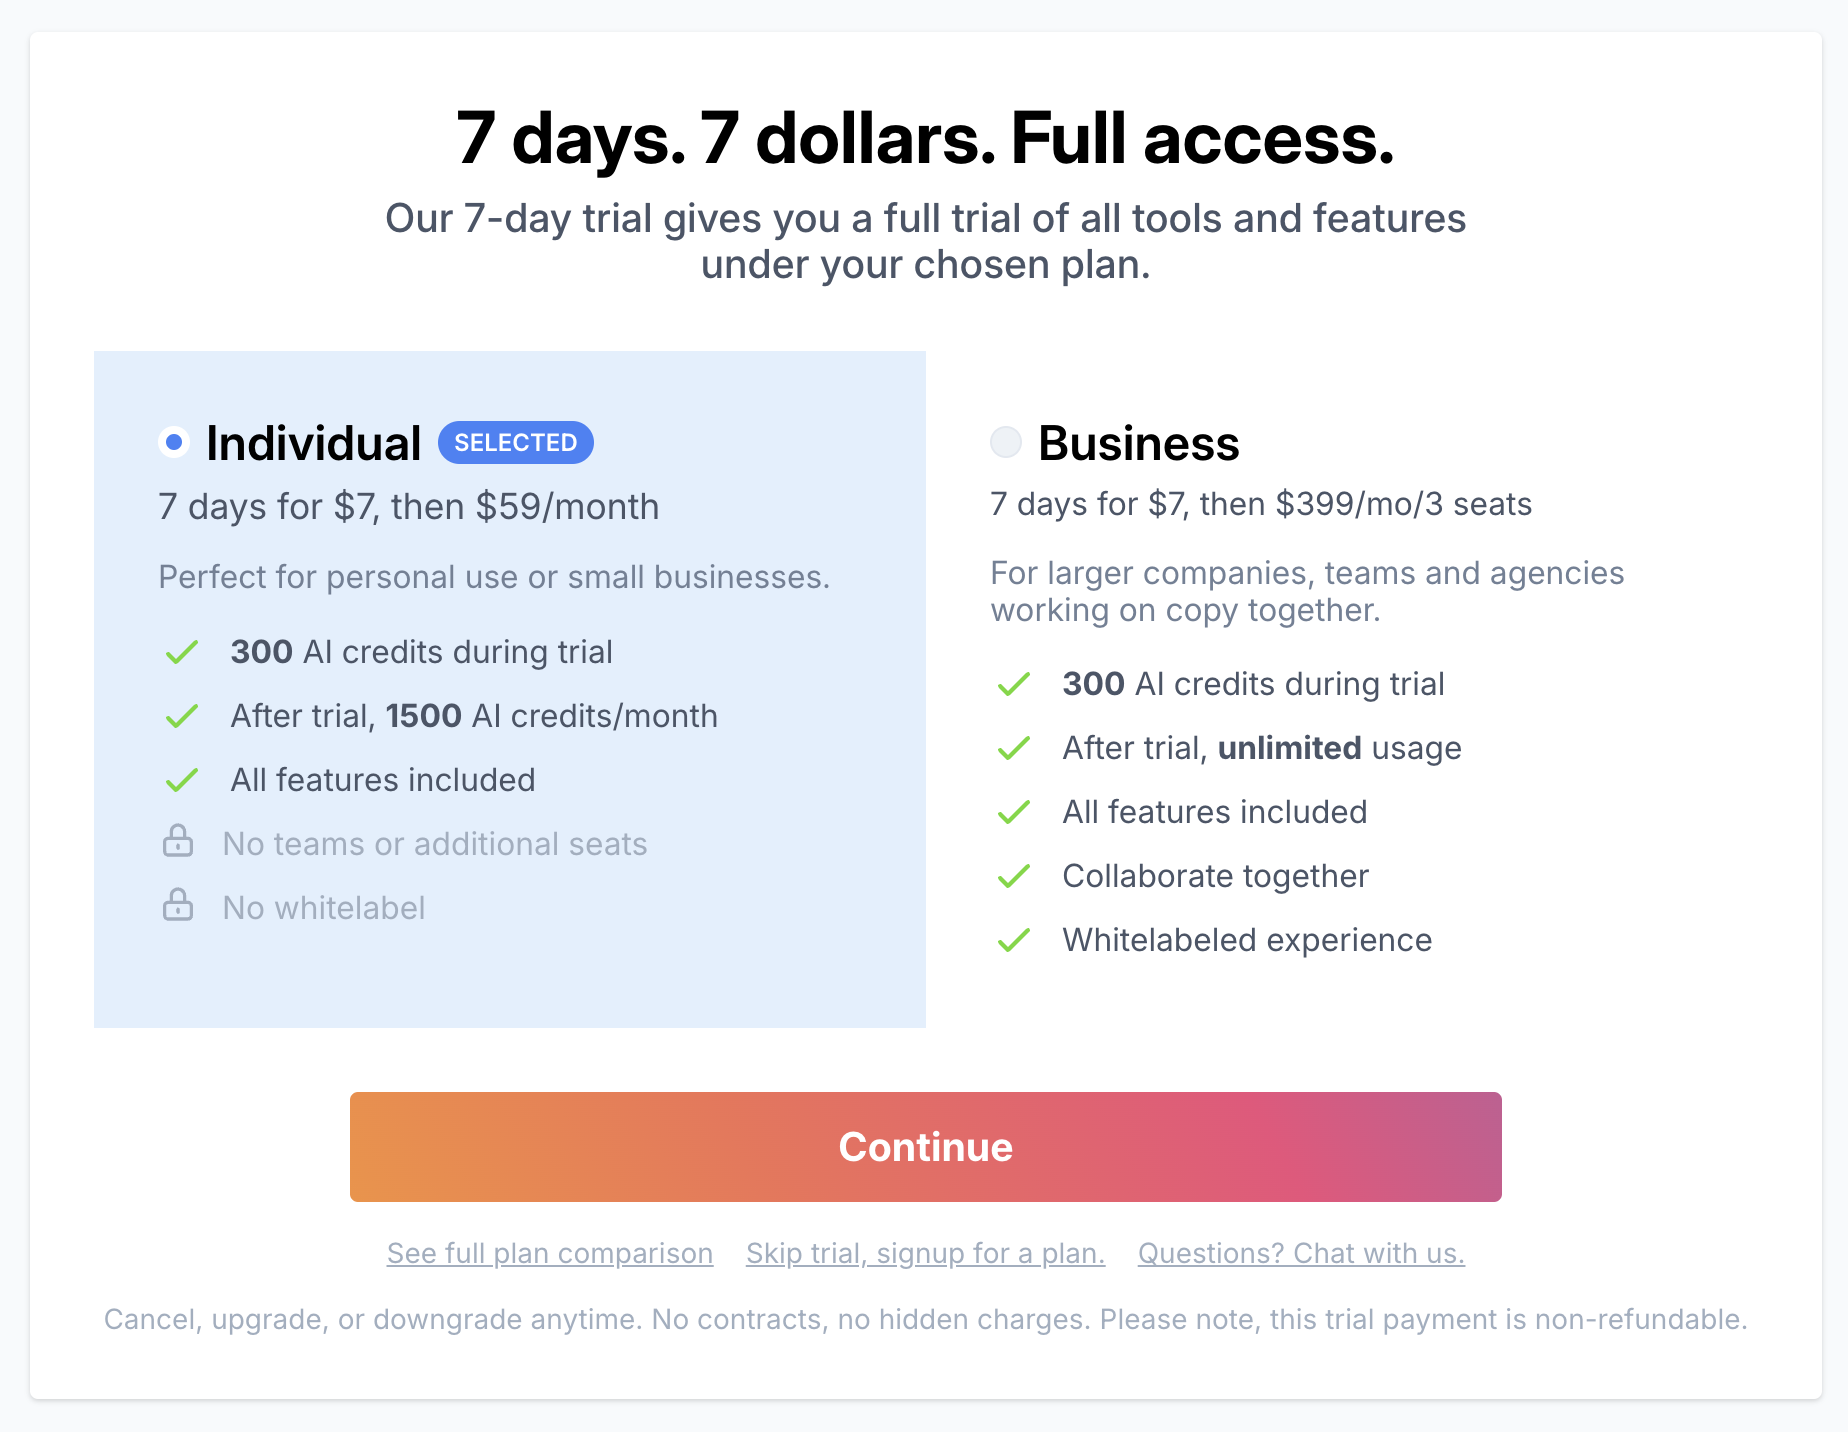 7 days. 7 dollars. Full access.
Our 7-day trial gives you a full trial of all tools and features
under your chosen plan.
Individual SELECTED
7 days for $7, then $59/month
Perfect for personal use or small businesses.
300 AI credits during trial
After trial, 1500 AI credits/month
All features included
No teams or additional seats
No whitelabel
Business
7 days for $7, then $399/mo/3 seats
For larger companies, teams and agencies
working on copy together.
300 AI credits during trial
After trial, unlimited usage
All features included
Collaborate together
Whitelabeled experience
Continue
See full plan comparison Skip trial, signup for a plan. Questions? Chat with us.
Cancel, upgrade, or downgrade anytime. No contracts, no hidden charges. Please note, this trial payment is non-refundable.